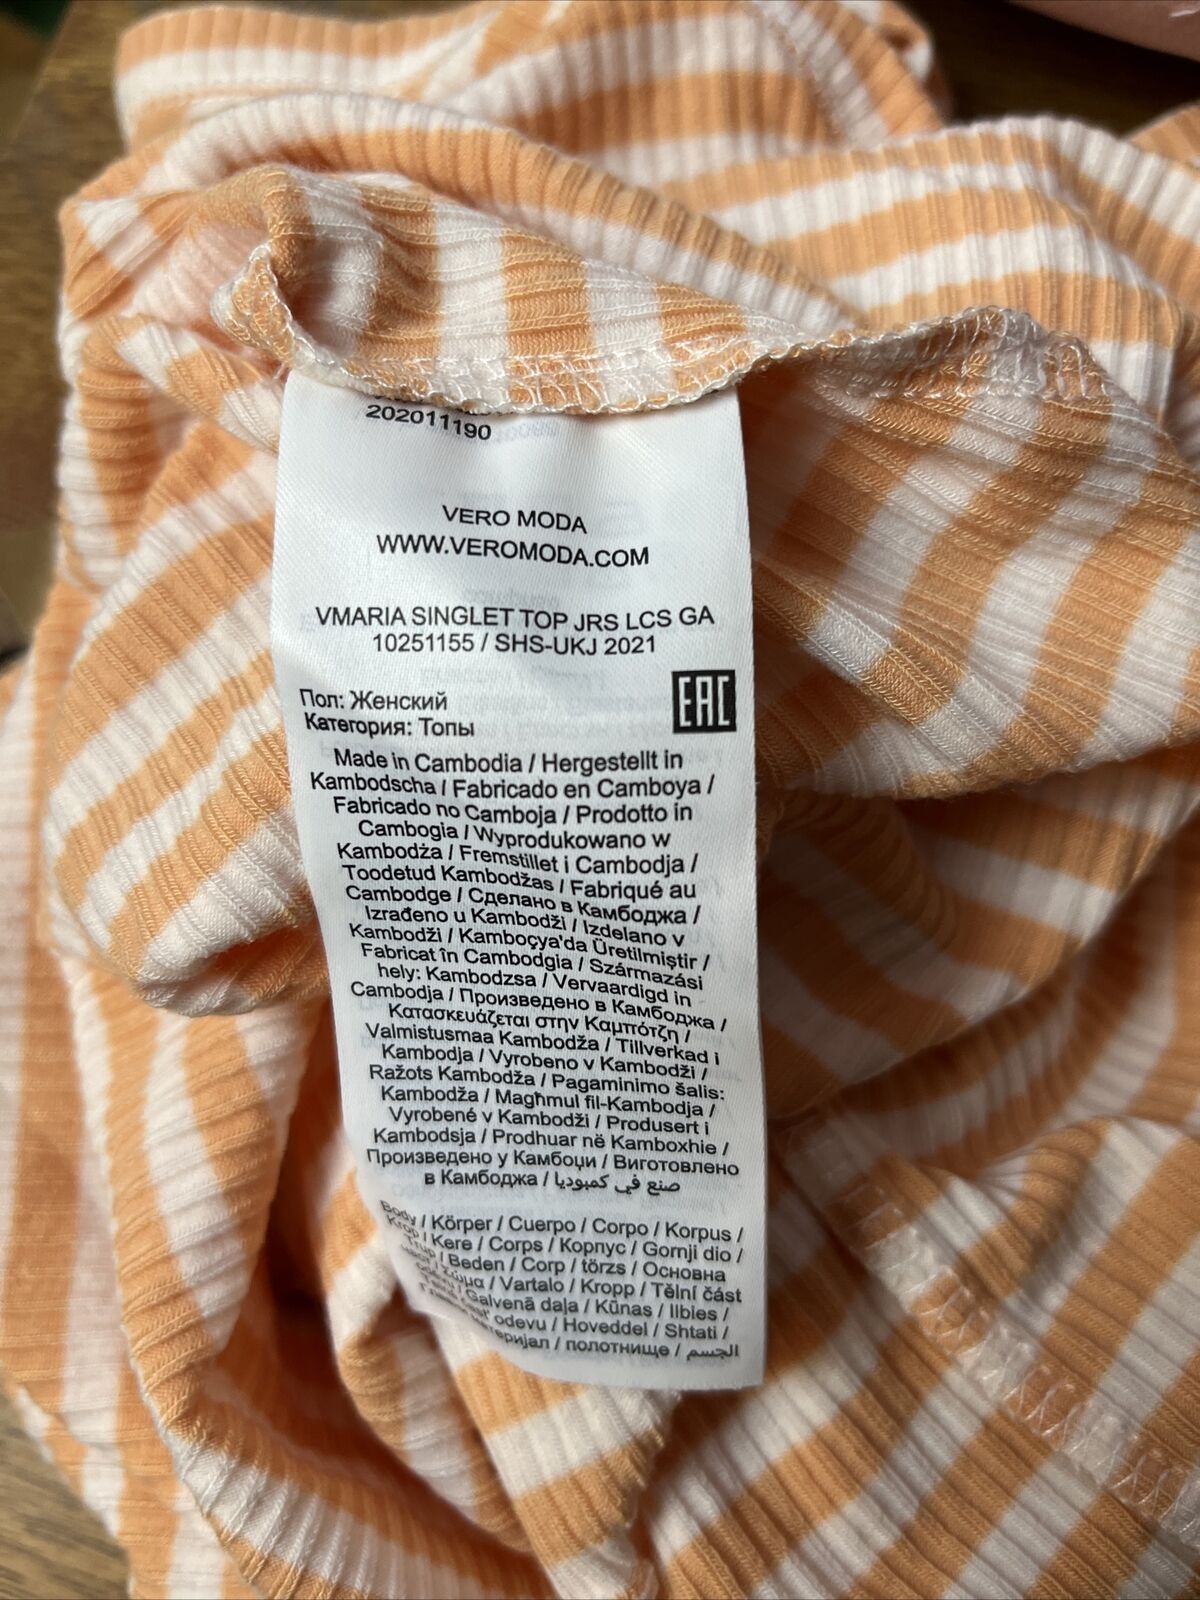 202011190
VERO MODA
WWW.VEROMODA.COM
VMARIA SINGLET TOP JRS LCS GA
10251155 / SHS-UKJ 2021
Пол: Женский
Категория: Топы
EAC
Made in Cambodia / Hergestellt in
Kambodscha / Fabricado en Camboya /
Fabricado no Camboja / Prodotto in
Cambogia / Wyprodukowano w
Kambodża / Fremstillet i Cambodja /
Toodetud Kambodžas / Fabriqué au
Cambodge / Сделано в Камбоджа /
Izrađeno u Kambodži / Izdelano v
Kambodži / Kamboçya'da Üretilmiştir /
Fabricat în Cambodgia / Származási
hely: Kambodzsa / Vervaardigd in
Cambodja / Произведено в Камбоджа /
Κατασκευάζεται στην Καμπότζη /
Valmistusmaa Kambodža / Tillverkad i
Kambodja / Vyrobeno v Kambodži /
Ražots Kambodža / Pagaminimo šalis:
Kambodža / Magħmul fil-Kambodja /
Vyrobené v Kambodži / Produsert i
Kambodsja / Prodhuar në Kamboxhie /
Произведено у Камбоџи / Виготовлено
в Камбоджа / صنع في كمبوديا
Body / Körper / Cuerpo / Corpo / Korpus /
Krop / Kere / Corps / Корпус / Gornji dio /
Trup / Beden / Corp / törzs / Основна
част / Σώμα / Vartalo / Kropp / Tělní část
oděvu / Galvenā daļa / Kūnas / Ilbies /
odevu / Hoveddel / Shtati /
материјал / полотнище / الجسم